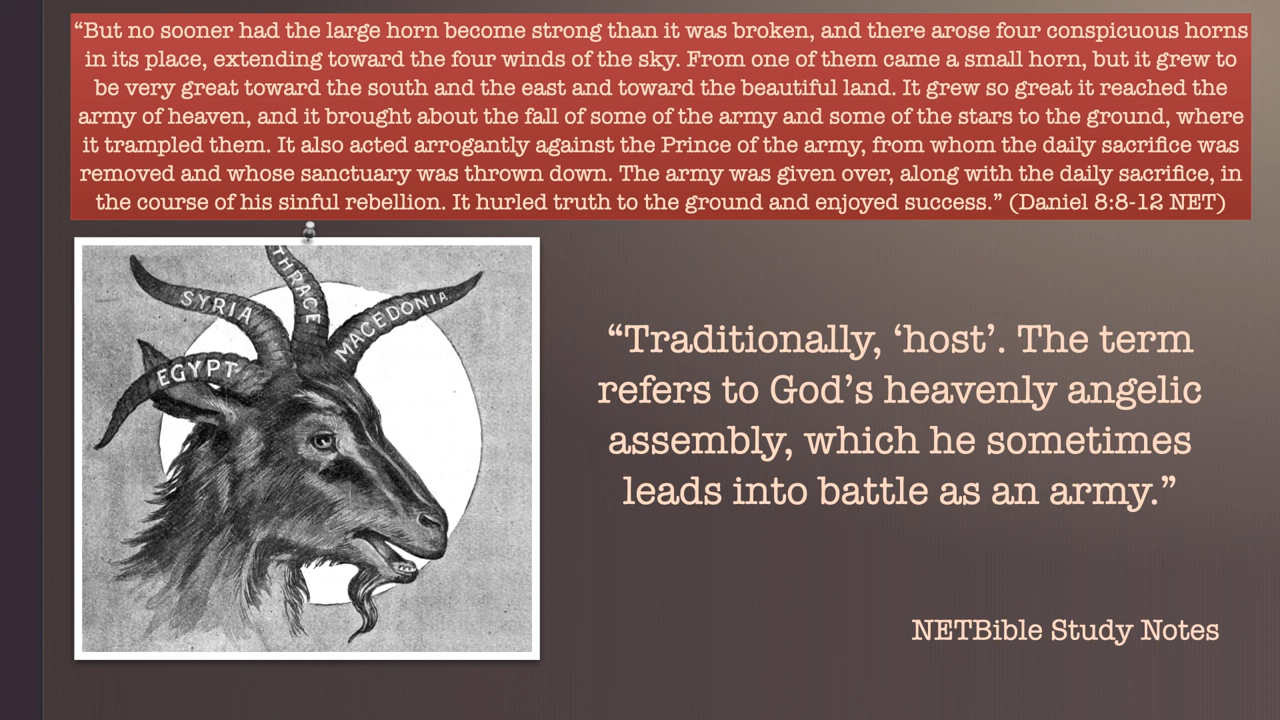 “But no sooner had the large horn become strong than it was broken, and there arose four conspicuous horns
in its place, extending toward the four winds of the sky. From one of them came a small horn, but it grew to
be very great toward the south and the east and toward the beautiful land. It grew so great it reached the
army of heaven, and it brought about the fall of some of the army and some of the stars to the ground, where
it trampled them. It also acted arrogantly against the Prince of the army, from whom the daily sacrifice was
removed and whose sanctuary was thrown down. The army was given over, along with the daily sacrifice, in
the course of his sinful rebellion. It hurled truth to the ground and enjoyed success.” (Daniel 8:8-12 NET)
EGYPT
SYRIA
THRACE
MACEDONIA
“Traditionally, ‘host’. The term
refers to God’s heavenly angelic
assembly, which he sometimes
leads into battle as an army.”
NETBible Study Notes